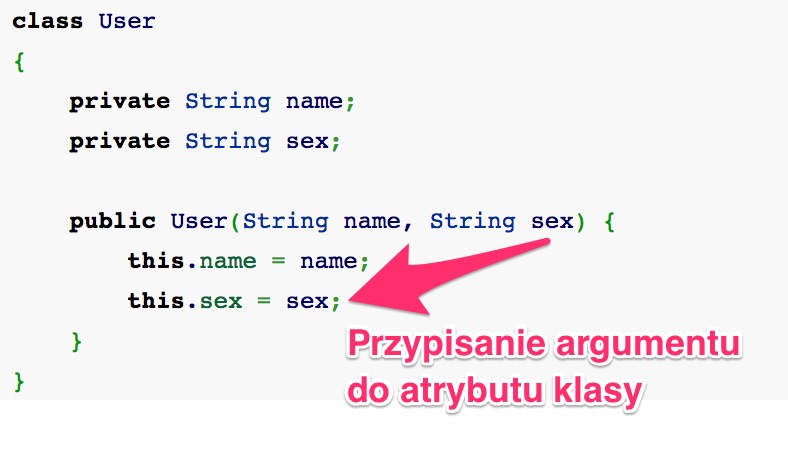 class User
{
    private String name;
    private String sex;
    public User(String name, String sex) {
        this.name = name;
        this.sex = sex;
    }
}
Przypisanie argumentu
do atrybutu klasy